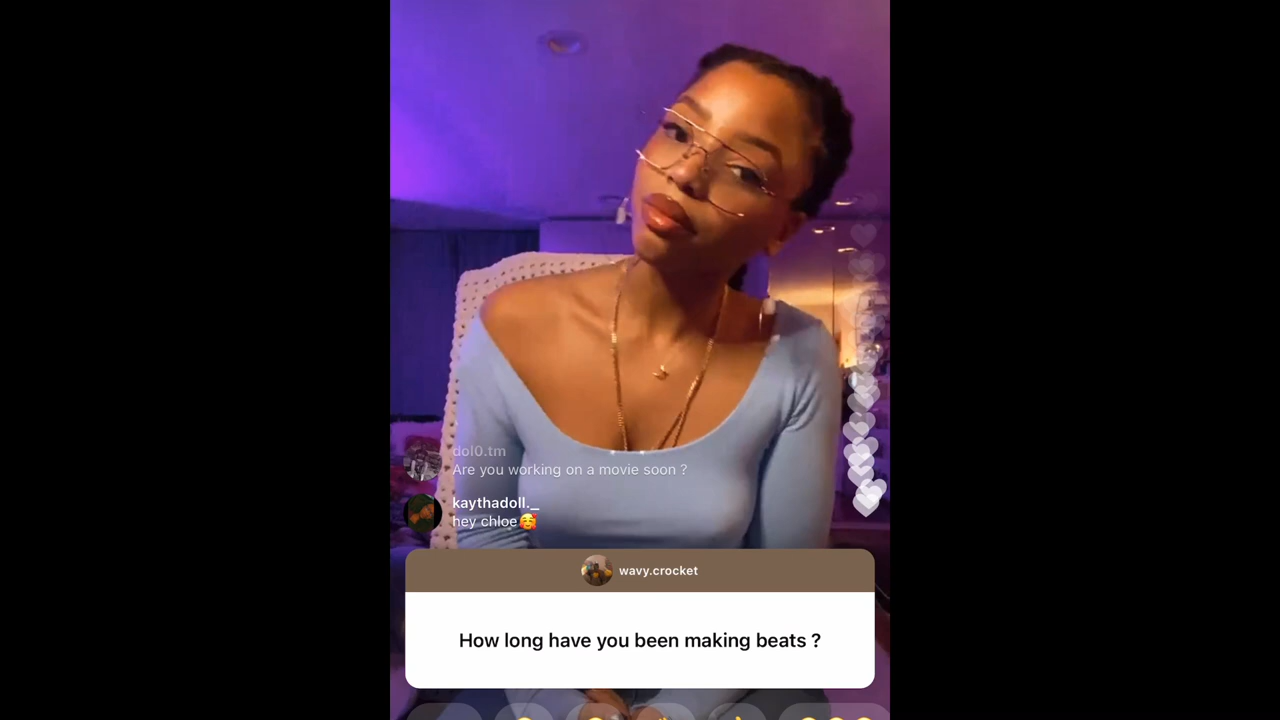 dol0.tm
Are you working on a movie soon ?
kaythadoll._
hey chloe🥰
wavy.crocket
How long have you been making beats ?